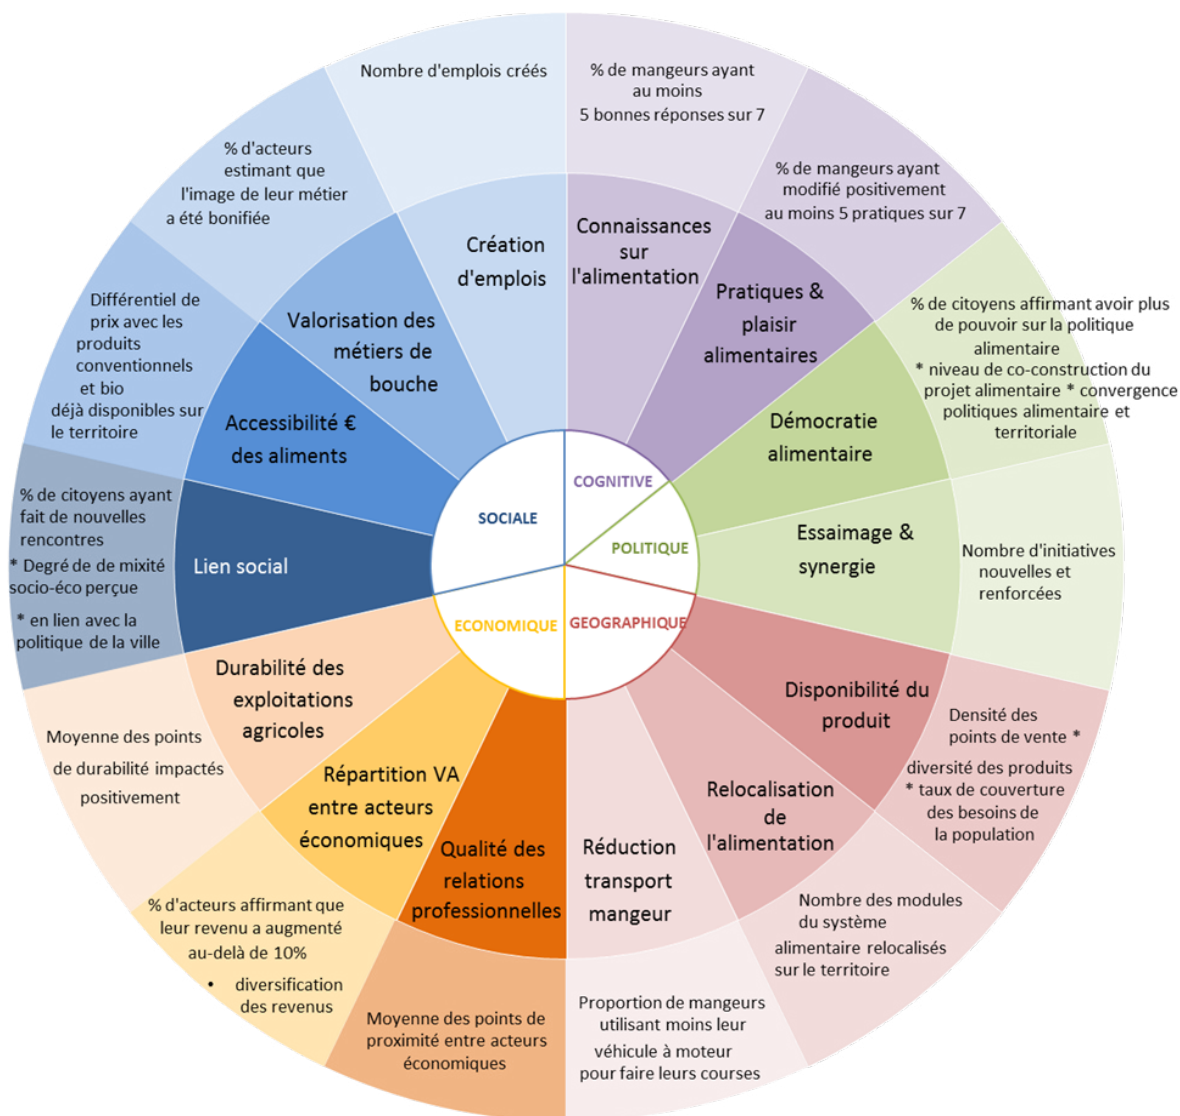 Nombre d'emplois créés
% de mangeurs ayant
au moins
5 bonnes réponses sur 7
% de mangeurs ayant
modifié positivement
au moins 5 pratiques sur 7
% de citoyens affirmant avoir plus
de pouvoir sur la politique
alimentaire
* niveau de co-construction du
projet alimentaire * convergence
politiques alimentaire et
territoriale
Nombre d'initiatives
nouvelles et
renforcées
Densité des
points de vente *
diversité des produits
* taux de couverture
des besoins de
la population
Nombre des modules
du système
alimentaire relocalisés
sur le territoire
Proportion de mangeurs
utilisant moins leur
véhicule à moteur
pour faire leurs courses
Moyenne des points de
proximité entre acteurs
économiques
% d'acteurs affirmant que
leur revenu a augmenté
au-delà de 10%
• diversification
des revenus
Moyenne des points
de durabilité impactés
positivement
% de citoyens ayant
fait de nouvelles
rencontres
* Degré de de mixité
socio-éco perçue
* en lien avec la
politique de la ville
Différentiel de
prix avec les
produits
conventionnels
et bio
déjà disponibles sur
le territoire
% d'acteurs
estimant que
l'image de leur métier
a été bonifiée
Création
d'emplois
Connaissances
sur
l'alimentation
Pratiques &
plaisir
alimentaires
Démocratie
alimentaire
Essaimage &
synergie
Disponibilité du
produit
Relocalisation
de
l'alimentation
Réduction
transport
mangeur
Qualité des
relations
professionnelles
Répartition VA
entre acteurs
économiques
Durabilité des
exploitations
agricoles
Lien social
Accessibilité €
des aliments
Valorisation des
métiers de
bouche
COGNITIVE
POLITIQUE
GEOGRAPHIQUE
ECONOMIQUE
SOCIALE